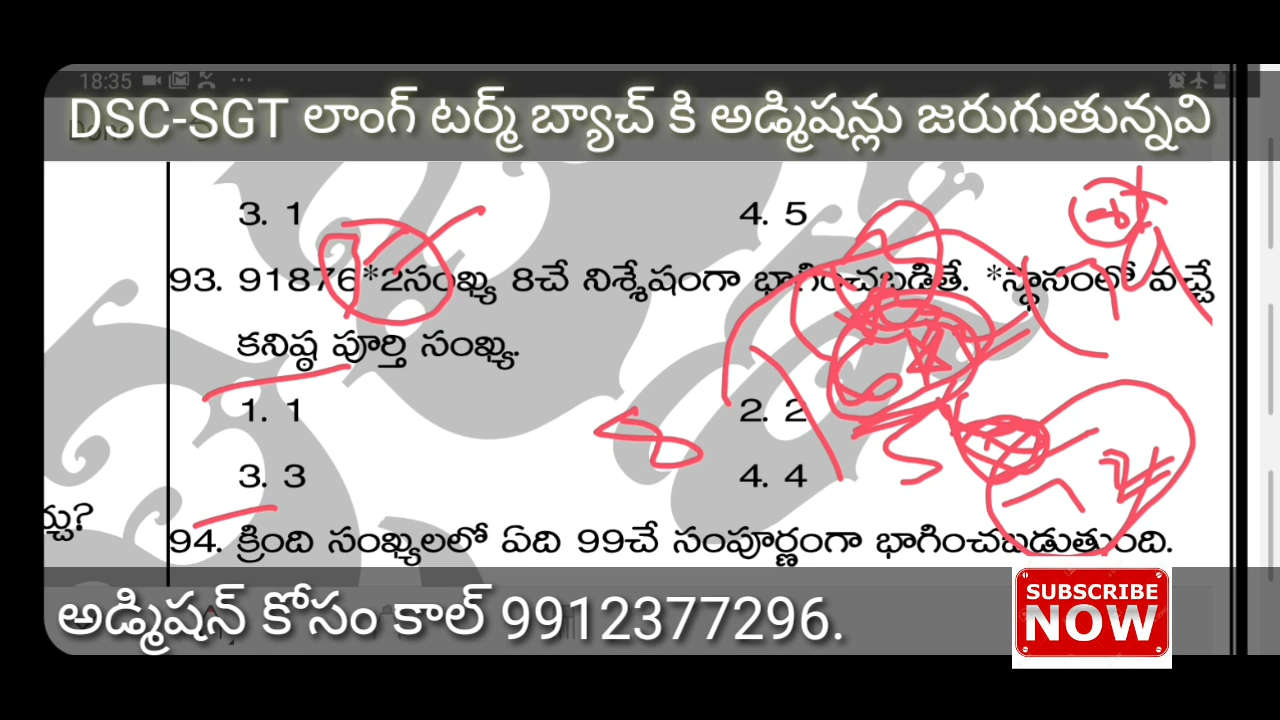 18:35
DSC-SGT లాంగ్ టర్మ్ బ్యాచ్ కి అడ్మిషన్లు జరుగుతున్నవి
3. 1 4. 5
93. 91876*2సంఖ్య 8చే నిశ్శేషంగా భాగించబడితే. *స్థానంలో వచ్చే
కనిష్ఠ పూర్తి సంఖ్య.
1. 1 2. 2
8
3. 3 4. 4
94. క్రింది సంఖ్యలలో ఏది 99చే సంపూర్ణంగా భాగించబడుతుంది.
అడ్మిషన్ కోసం కాల్ 9912377296.
SUBSCRIBE
NOW